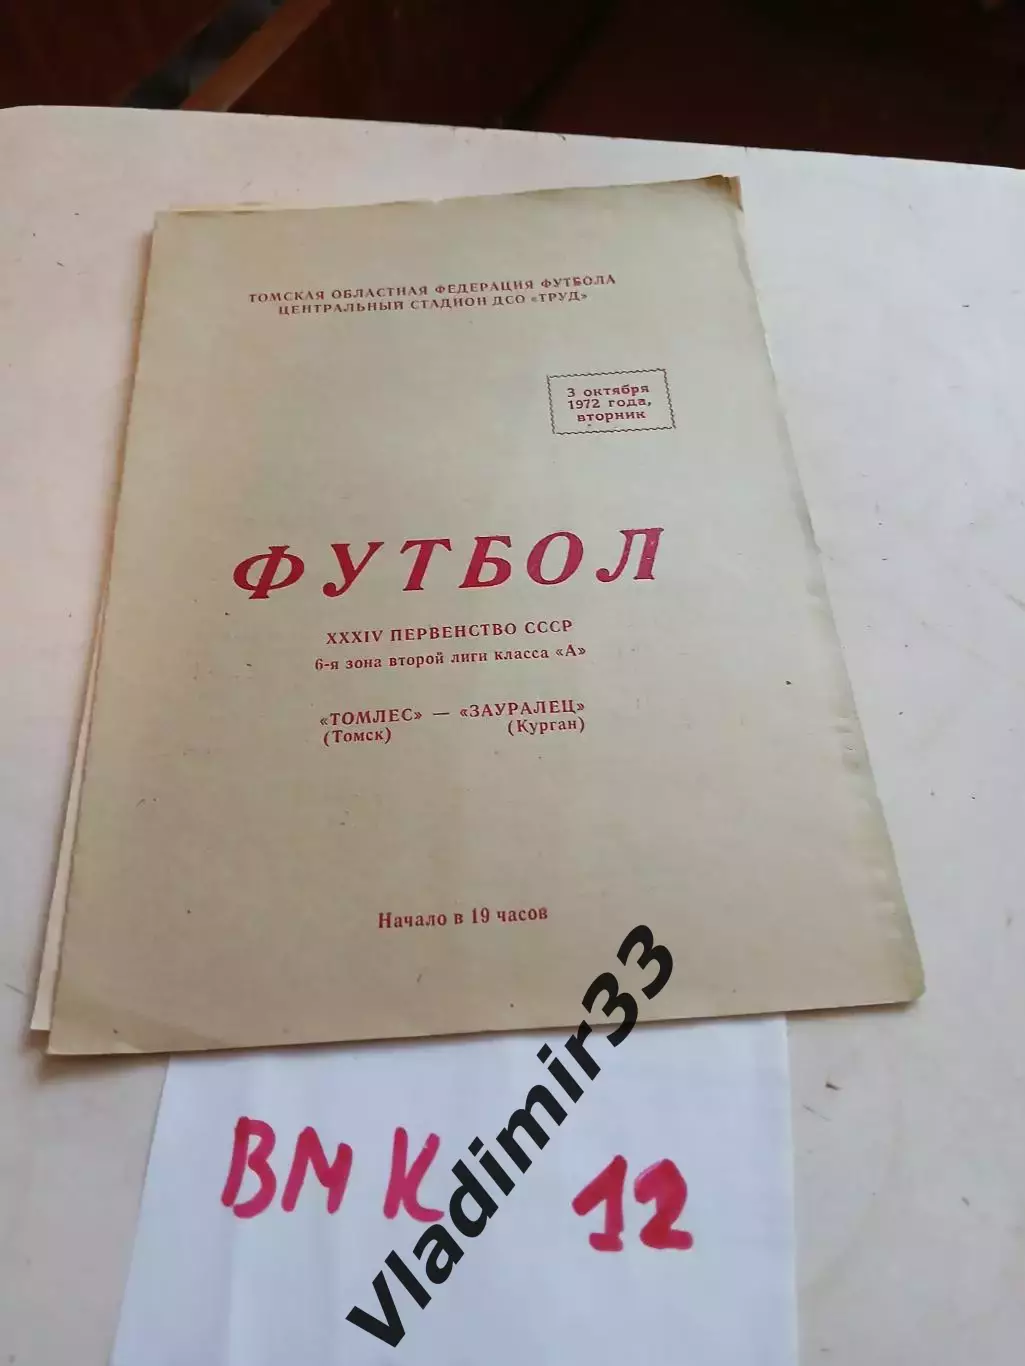 ТОМСКАЯ ОБЛАСТНАЯ ФЕДЕРАЦИЯ ФУТБОЛА
ЦЕНТРАЛЬНЫЙ СТАДИОН ДСО «ТРУД»
3 октября
1972 года,
вторник
ФУТБОЛ
XXXIV ПЕРВЕНСТВО СССР
6-я зона второй лиги класса «А»
«ТОМЛЕС» — «ЗАУРАЛЕЦ»
(Томск) (Курган)
Начало в 19 часов
ВМК 12
Vladimir33